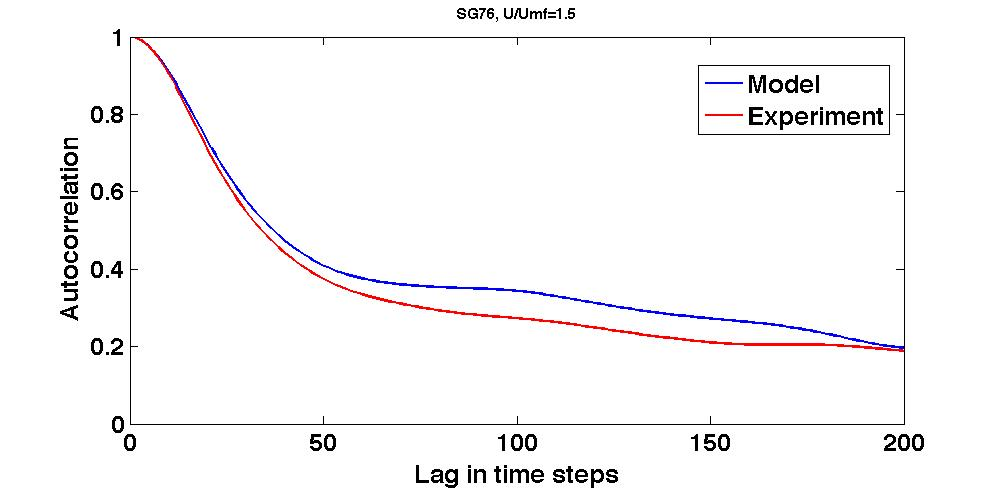 SG76, U/Umf=1.5
Model
Experiment
Autocorrelation
1
0.8
0.6
0.4
0.2
0
0 50 100 150 200
Lag in time steps